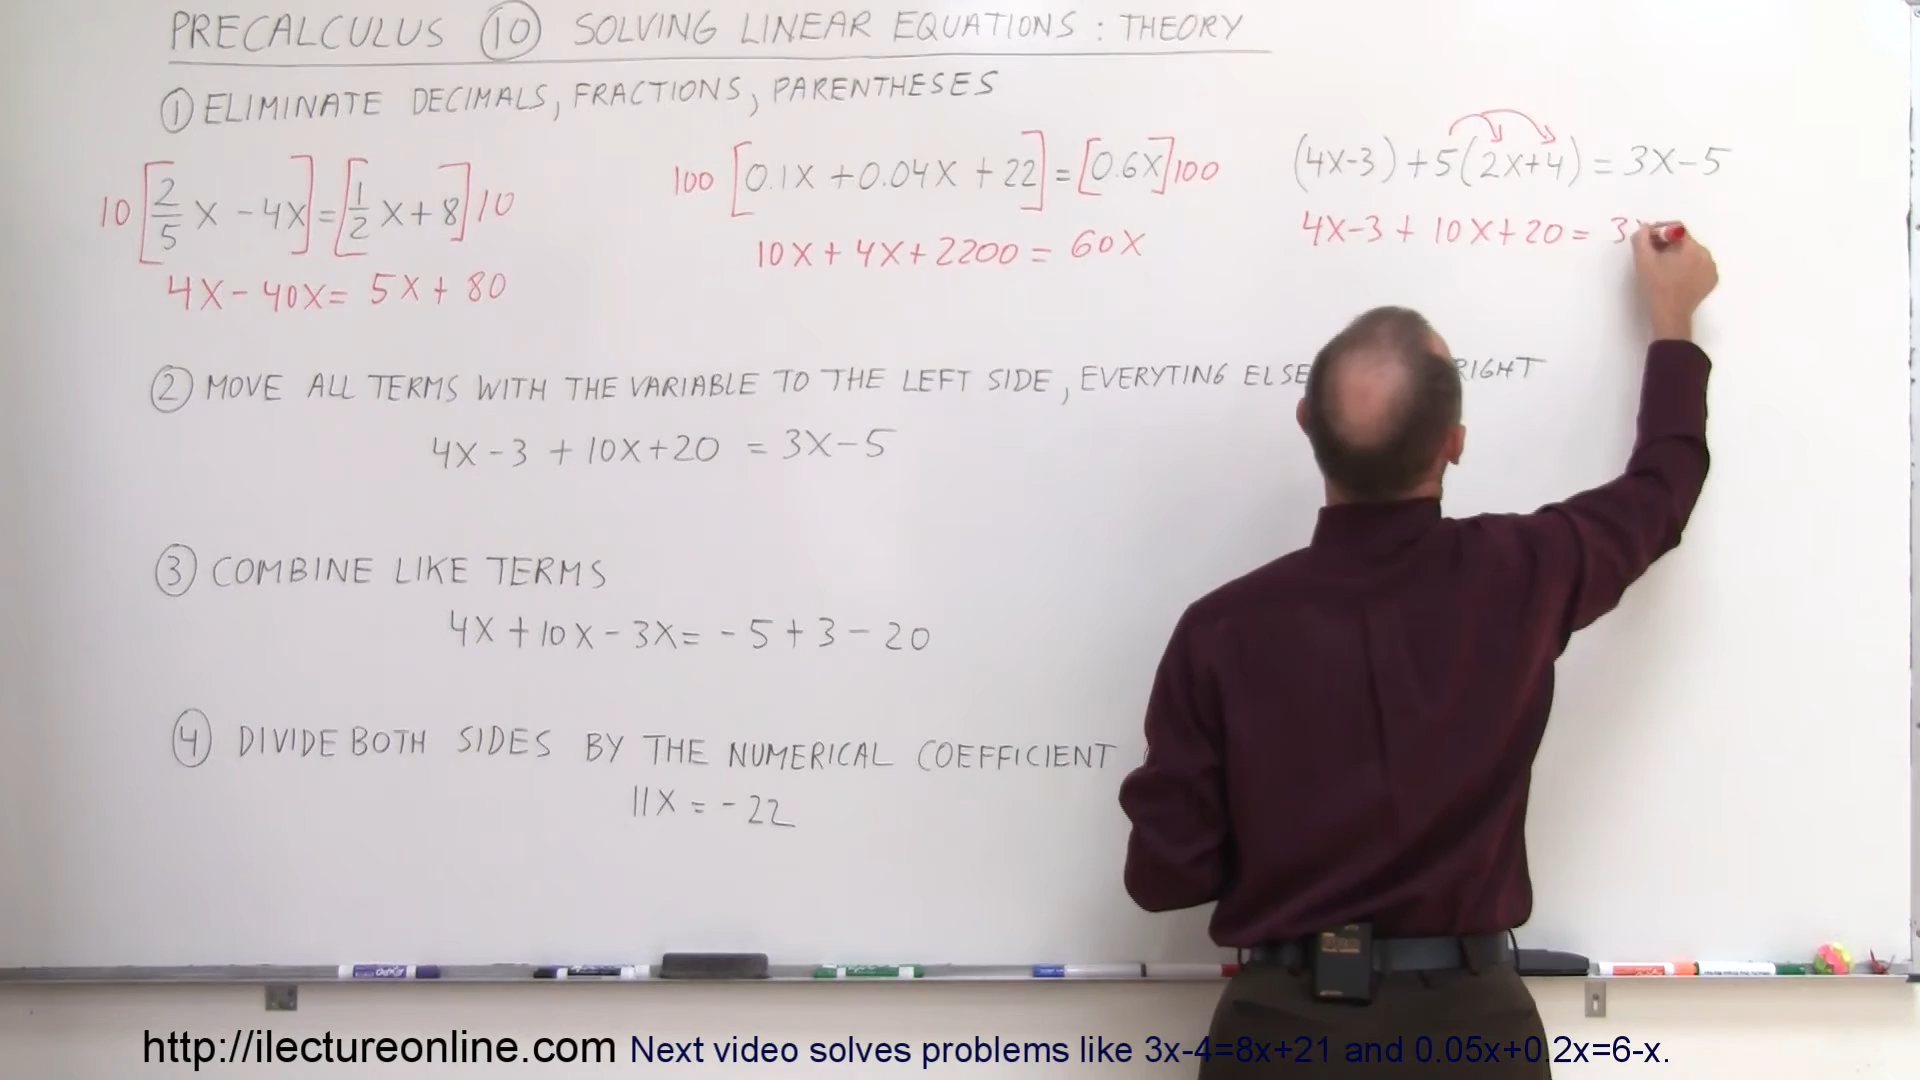 PRECALCULUS ⑩ SOLVING LINEAR EQUATIONS : THEORY
① ELIMINATE DECIMALS, FRACTIONS, PARENTHESES
10[2/5 X - 4X]=[1/2 X + 8]10
4X - 40X = 5X + 80
100[0.1X + 0.04X + 22] = [0.6X]100
10X + 4X + 2200 = 60X
(4X-3) + 5(2X+4) = 3X-5
4X-3 + 10X+20 = 3
② MOVE ALL TERMS WITH THE VARIABLE TO THE LEFT SIDE, EVERYTING ELSE RIGHT
4X-3 + 10X+20 = 3X-5
③ COMBINE LIKE TERMS
4X + 10X - 3X = -5 + 3 - 20
④ DIVIDE BOTH SIDES BY THE NUMERICAL COEFFICIENT
11X = -22
http://ilectureonline.com Next video solves problems like 3x-4=8x+21 and 0.05x+0.2x=6-x.